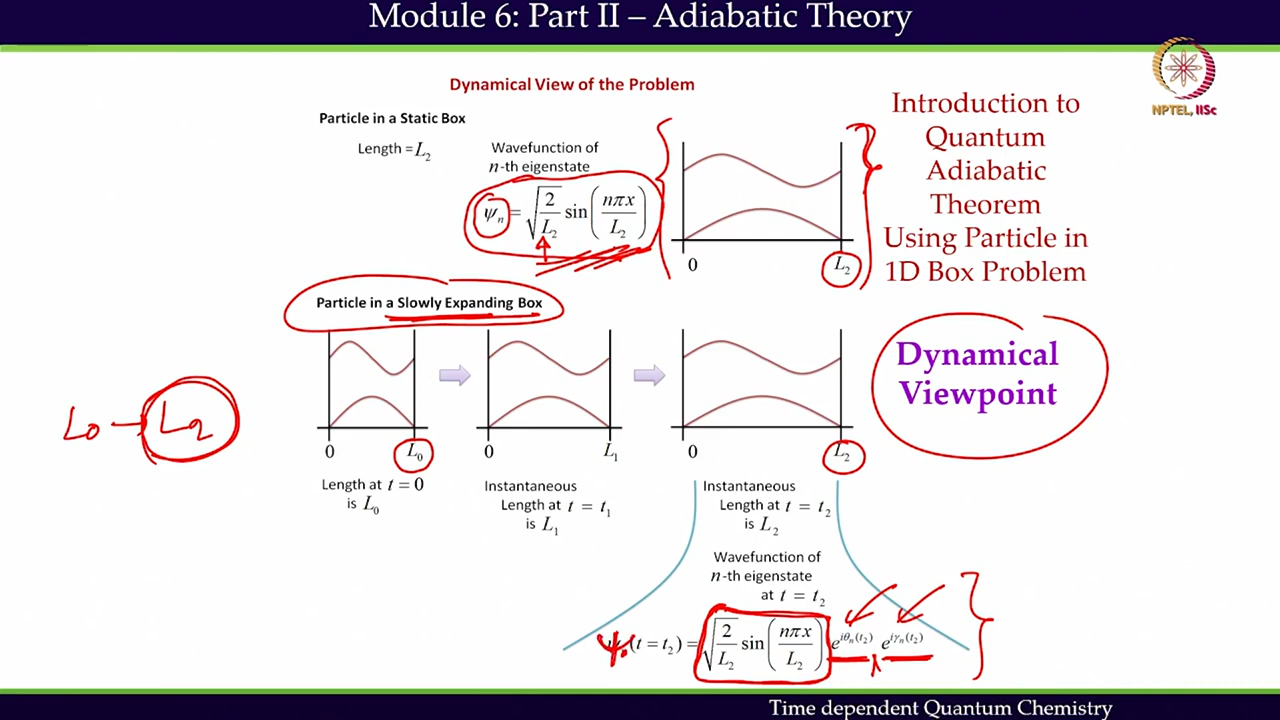 Module 6: Part II – Adiabatic Theory
NPTEL, IISc
Dynamical View of the Problem
Particle in a Static Box
Length = L₂
Wavefunction of
n-th eigenstate
ψₙ = √(2/L₂) sin(nπx/L₂)
0 L₂
Introduction to
Quantum
Adiabatic
Theorem
Using Particle in
1D Box Problem
Particle in a Slowly Expanding Box
Dynamical
Viewpoint
L₀ → L₂
0 L₀
0 L₁
0 L₂
Length at t = 0
is L₀
Instantaneous
Length at t = t₁
is L₁
Instantaneous
Length at t = t₂
is L₂
Wavefunction of
n-th eigenstate
at t = t₂
ψₙ(t = t₂) = √(2/L₂) sin(nπx/L₂) e^{iθₙ(t₂)} e^{iγₙ(t₂)}
Time dependent Quantum Chemistry